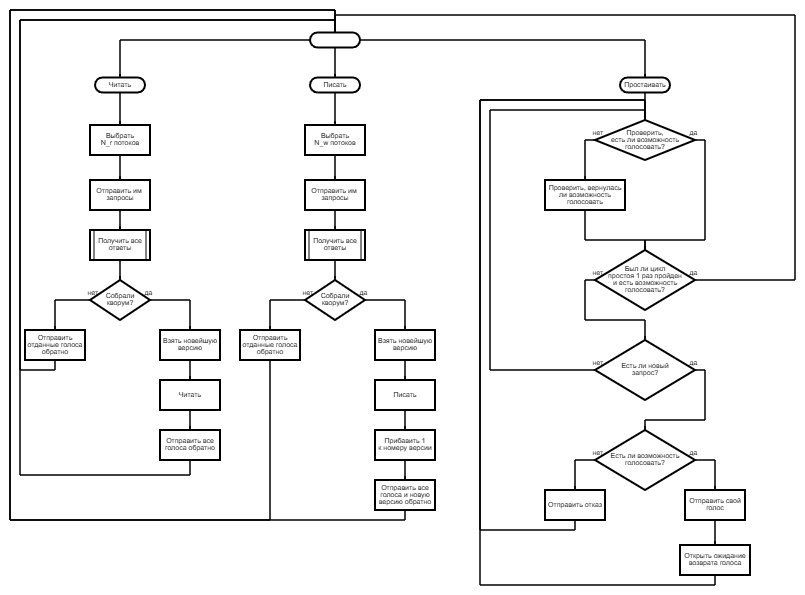 Читать
Выбрать
N_r потоков
Отправить им
запросы
Получить все
ответы
нет
да
Собрали
кворум?
Отправить
отданные голоса
обратно
Взять новейшую
версию
Читать
Отправить все
голоса обратно
Писать
Выбрать
N_w потоков
Отправить им
запросы
Получить все
ответы
нет
да
Собрали
кворум?
Отправить
отданные голоса
обратно
Взять новейшую
версию
Писать
Прибавить 1
к номеру версии
Отправить все
голоса и новую
версию обратно
Простаивать
нет
да
Проверить,
есть ли возможность
голосовать?
Проверить, вернулась
ли возможность
голосовать
нет
да
Был ли цикл
простоя 1 раз пройден
и есть возможность
голосовать?
нет
да
Есть ли новый
запрос?
нет
да
Есть ли возможность
голосовать?
Отправить отказ
Отправить свой
голос
Открыть ожидание
возврата голоса